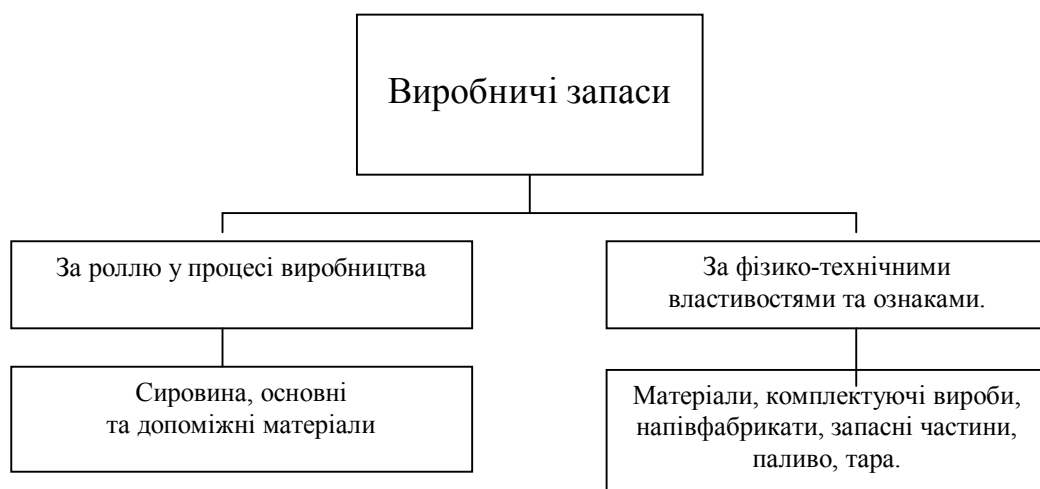 Виробничі запаси
За роллю у процесі виробництва
За фізико-технічними
властивостями та ознаками.
Сировина, основні
та допоміжні матеріали
Матеріали, комплектуючі вироби,
напівфабрикати, запасні частини,
паливо, тара.